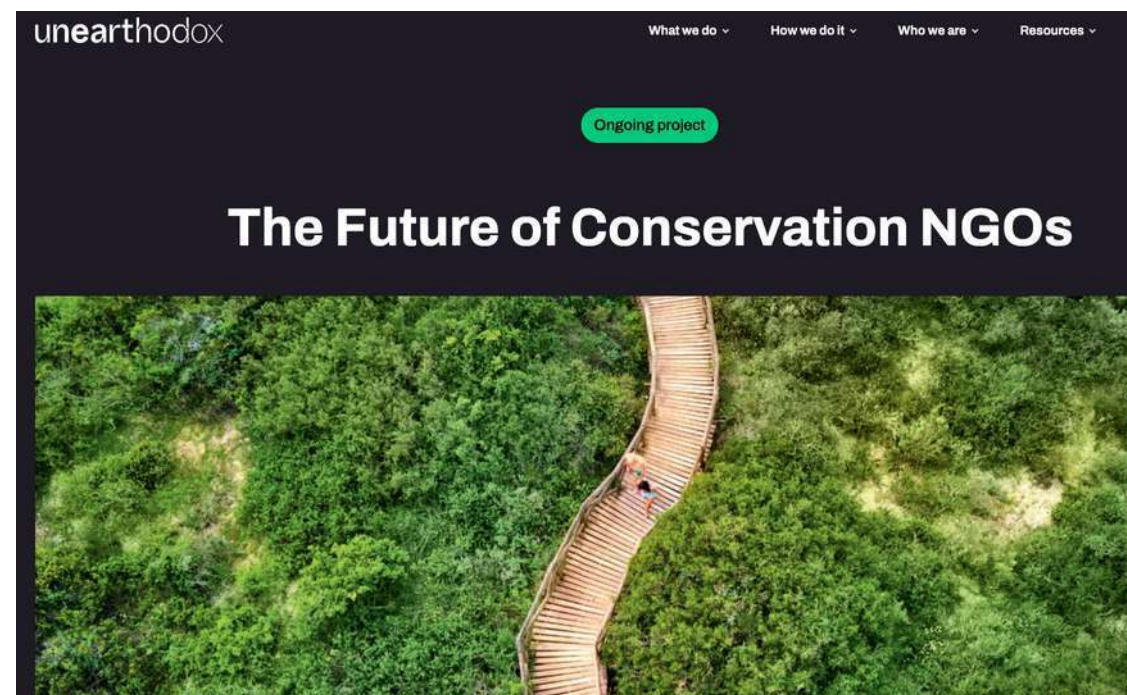 unearthodox
What we do How we do it Who we are Resources
Ongoing project
The Future of Conservation NGOs